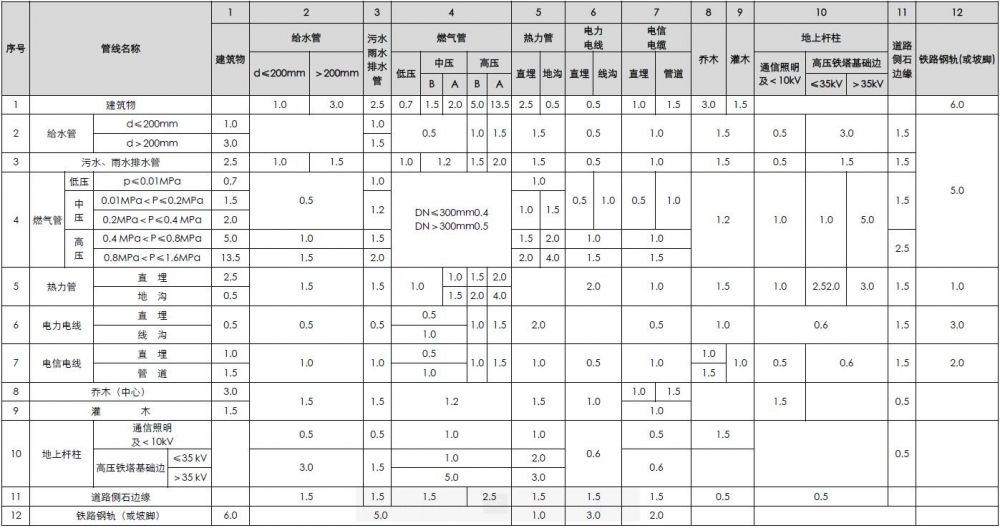 1 2 3 4 5 6 7 8 9 10 11 12
序号 管线名称 建筑物 给水管 污水雨水排水管 燃气管 热力管 电力电线 电信电缆 乔木 灌木 地上杆柱 道路侧石边缘 铁路钢轨(或坡脚)
d≤200mm >200mm 低压 中压 高压 直埋 地沟 直埋 线沟 直埋 管道 通信照明及<10kV 高压铁塔基础边
B A B A ≤35kV >35kV
1 建筑物 1.0 3.0 2.5 0.7 1.5 2.0 5.0 13.5 2.5 0.5 0.5 1.0 1.5 3.0 1.5 6.0
2 给水管 d≤200mm 1.0 1.0 0.5 1.0 1.5 1.5 0.5 1.0 1.5 0.5 3.0 1.5
d>200mm 3.0 1.5
3 污水、雨水排水管 2.5 1.0 1.5 1.0 1.2 1.5 2.0 1.5 0.5 1.0 1.5 0.5 1.5 1.5
5.0
4 燃气管 低压 p≤0.01MPa 0.7 0.5 1.0 DN≤300mm0.4 1.0 0.5 1.0 0.5 1.0 1.2 1.0 1.0 5.0 1.5
DN>300mm0.5
中压 0.01MPa<P≤0.2MPa 1.5 1.2 1.0 1.5
0.2MPa<P≤0.4 MPa 2.0
高压 0.4 MPa<P≤0.8MPa 5.0 1.0 1.5 1.5 2.0 1.0 1.0 2.5
0.8MPa<P≤1.6MPa 13.5 1.5 2.0 2.0 4.0 1.5 1.5
5 热力管 直 埋 2.5 1.5 1.5 1.0 1.0 1.5 2.0 2.0 1.0 1.5 1.0 2.52.0 3.0 1.5 1.0
地 沟 0.5 1.5 2.0 4.0
6 电力电线 直 埋 0.5 0.5 0.5 0.5 1.0 1.5 2.0 0.5 1.0 0.6 1.5 3.0
线 沟 1.0
7 电信电线 直 埋 1.0 1.0 1.0 0.5 1.0 1.5 1.0 0.5 1.0 1.0 1.0 0.5 0.6 1.5 2.0
管 道 1.5 1.0 1.5
8 乔木（中心） 3.0 1.5 1.5 1.2 1.5 1.0 1.0 1.5 1.5 0.5
9 灌 木 1.5 1.0
10 地上杆柱 通信照明及<10kV 0.5 0.5 1.0 1.0 0.6 0.5 1.5 0.5
高压铁塔基础边 ≤35 kV 3.0 1.5 1.0 2.0 0.6
>35 kV 5.0 3.0
11 道路侧石边缘 1.5 1.5 1.5 2.5 1.5 1.5 1.5 0.5 0.5
12 铁路钢轨（或坡脚） 6.0 5.0 1.0 3.0 2.0